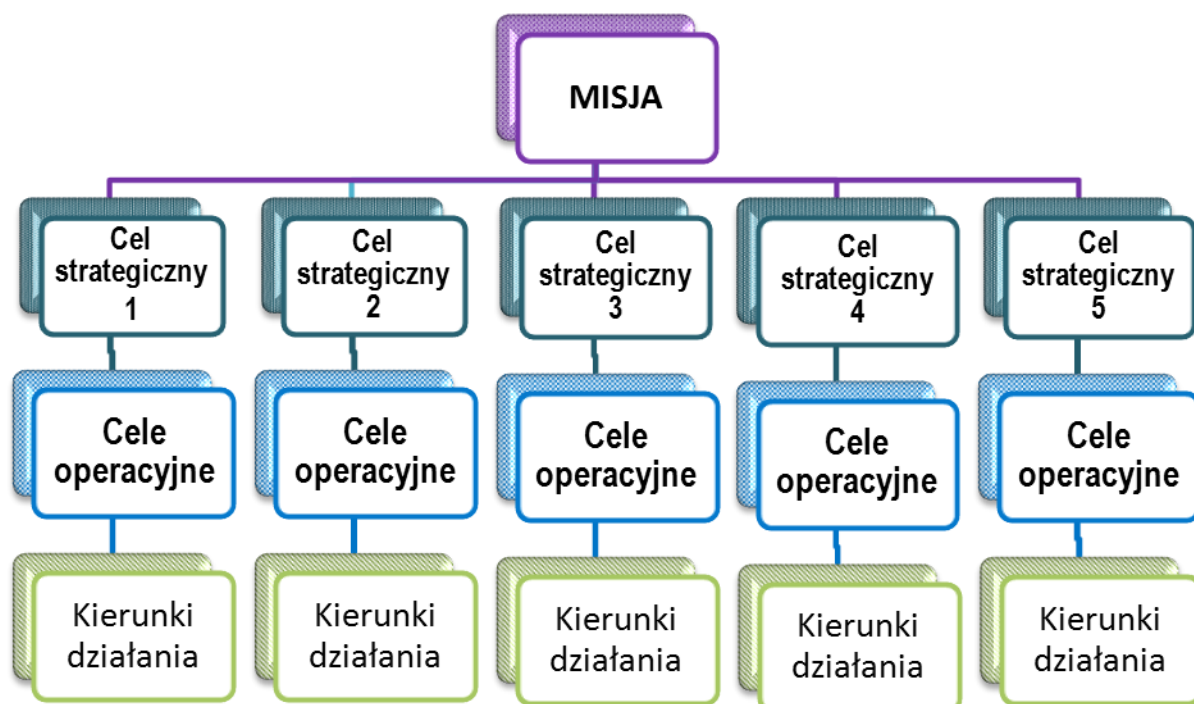 MISJA
Cel
strategiczny
1
Cel
strategiczny
2
Cel
strategiczny
3
Cel
strategiczny
4
Cel
strategiczny
5
Cele
operacyjne
Cele
operacyjne
Cele
operacyjne
Cele
operacyjne
Cele
operacyjne
Kierunki
działania
Kierunki
działania
Kierunki
działania
Kierunki
działania
Kierunki
działania